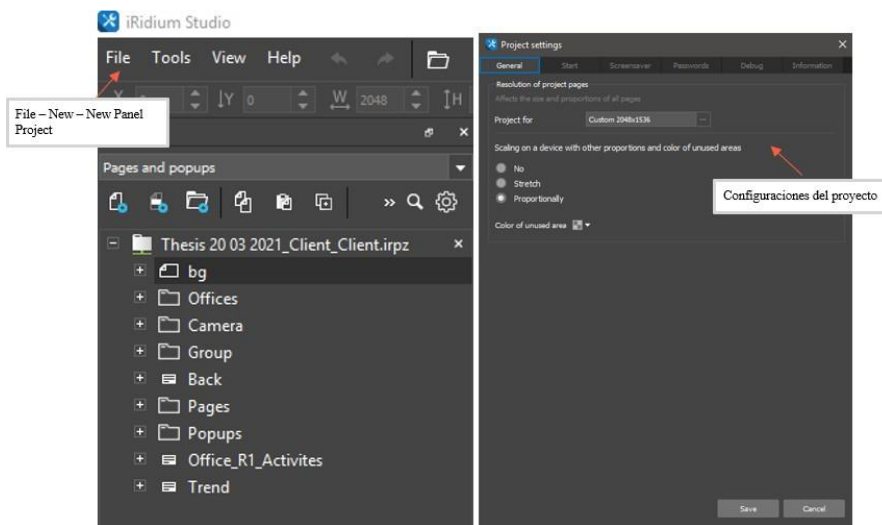 iRidium Studio
File Tools View Help
X 0 Y 0 W 2048 H
File – New – New Panel
Project
Pages and popups
Thesis 20 03 2021_Client_Client.irpz
bg
Offices
Camera
Group
Back
Pages
Popups
Office_R1_Activites
Trend
Project settings
General Start Screensaver Passwords Debug Information
Resolution of project pages
Affects the size and proportions of all pages
Project for Custom 2048x1536 ...
Scaling on a device with other proportions and color of unused areas
No
Stretch
Proportionally
Configuraciones del proyecto
Color of unused area
Save Cancel